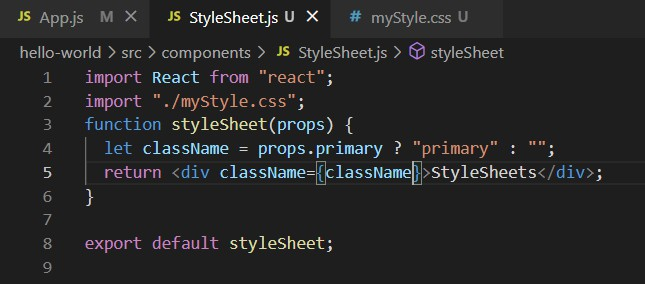 JS App.js M JS StyleSheet.js U × # myStyle.css U
hello-world > src > components > JS StyleSheet.js > styleSheet
1 import React from "react";
2 import "./myStyle.css";
3 function styleSheet(props) {
4 let className = props.primary ? "primary" : "";
5 return <div className={className}>StyleSheets</div>;
6 }
7
8 export default styleSheet;
9